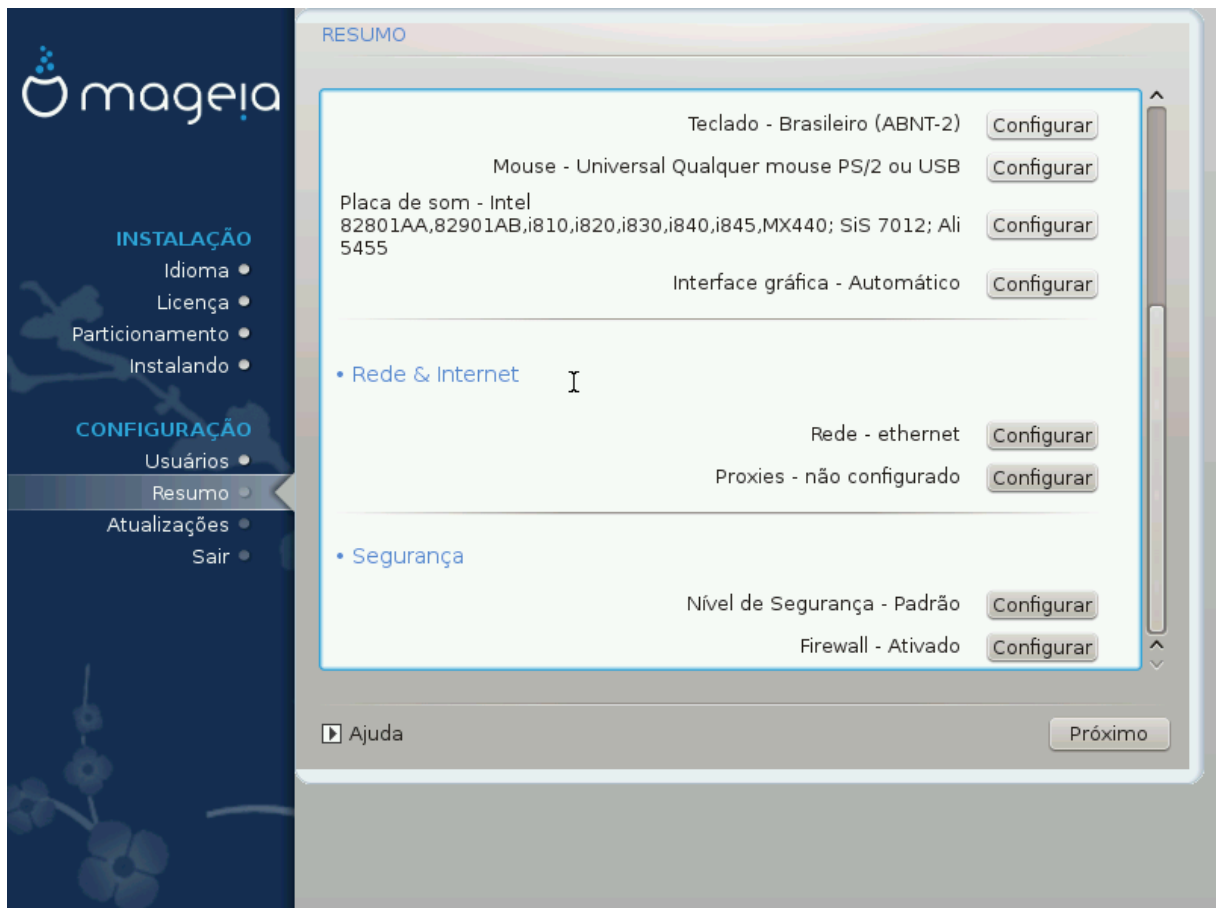 mageia
INSTALAÇÃO
Idioma
Licença
Particionamento
Instalando
CONFIGURAÇÃO
Usuários
Resumo
Atualizações
Sair
RESUMO
Teclado - Brasileiro (ABNT-2) Configurar
Mouse - Universal Qualquer mouse PS/2 ou USB Configurar
Placa de som - Intel
82801AA,82901AB,i810,i820,i830,i840,i845,MX440; SiS 7012; Ali
5455 Configurar
Interface gráfica - Automático Configurar
• Rede & Internet
Rede - ethernet Configurar
Proxies - não configurado Configurar
• Segurança
Nível de Segurança - Padrão Configurar
Firewall - Ativado Configurar
Ajuda
Próximo